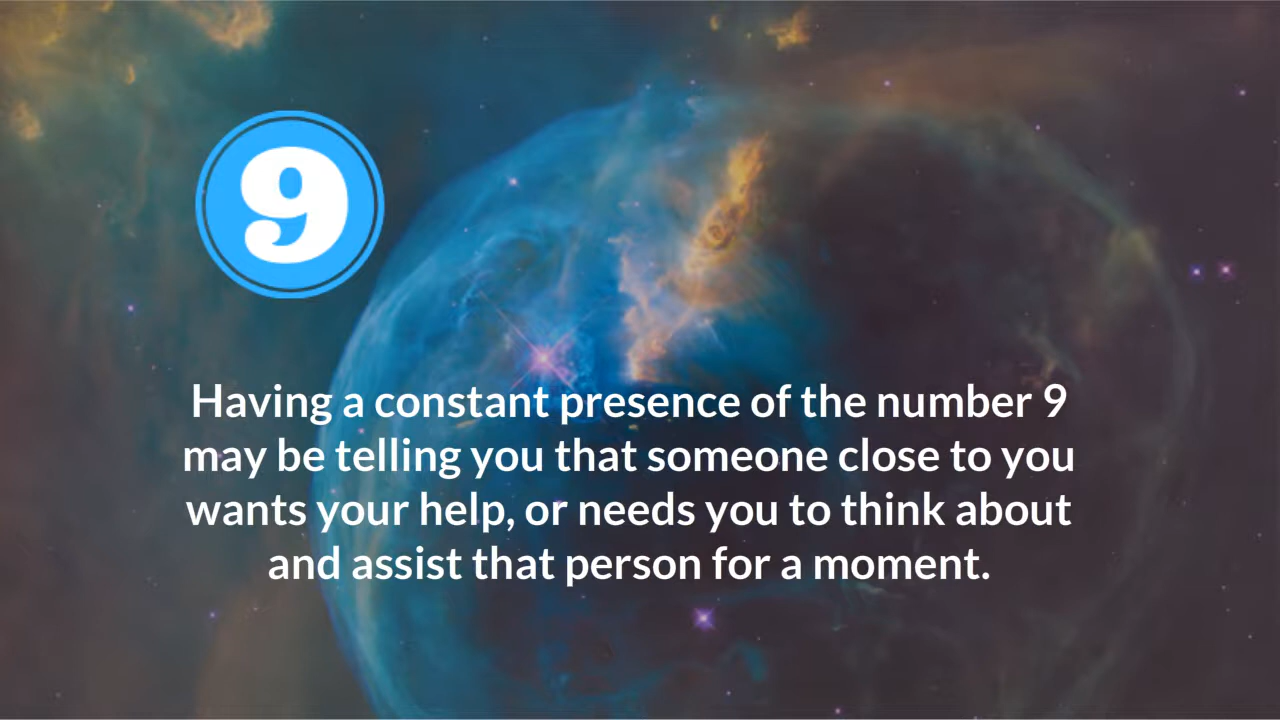 9
Having a constant presence of the number 9
may be telling you that someone close to you
wants your help, or needs you to think about
and assist that person for a moment.